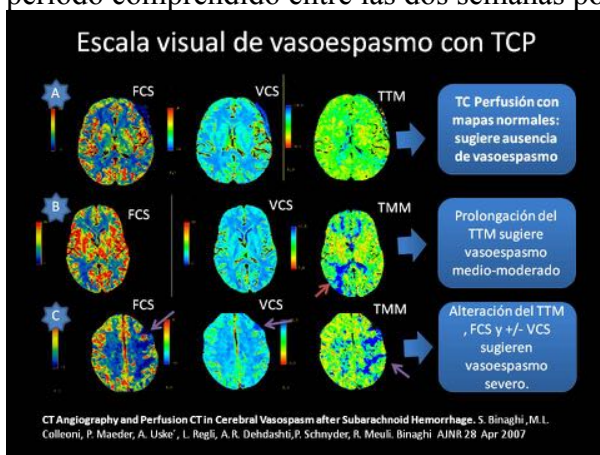 período comprendido entre las dos semanas po
Escala visual de vasoespasmo con TCP
A
FCS
VCS
TTM
TC Perfusión con
mapas normales:
sugiere ausencia
de vasoespasmo
B
FCS
VCS
TMM
Prolongación del
TTM sugiere
vasoespasmo
medio-moderado
C
FCS
VCS
TMM
Alteración del TTM
, FCS y +/- VCS
sugieren
vasoespasmo
severo.
CT Angiography and Perfusion CT in Cerebral Vasospasm after Subarachnoid Hemorrhage. S. Binaghi ,M.L.
Colleoni, P. Maeder, A. Uske´, L. Regli, A.R. Dehdashti,P. Schnyder, R. Meuli. Binaghi AJNR 28 Apr 2007